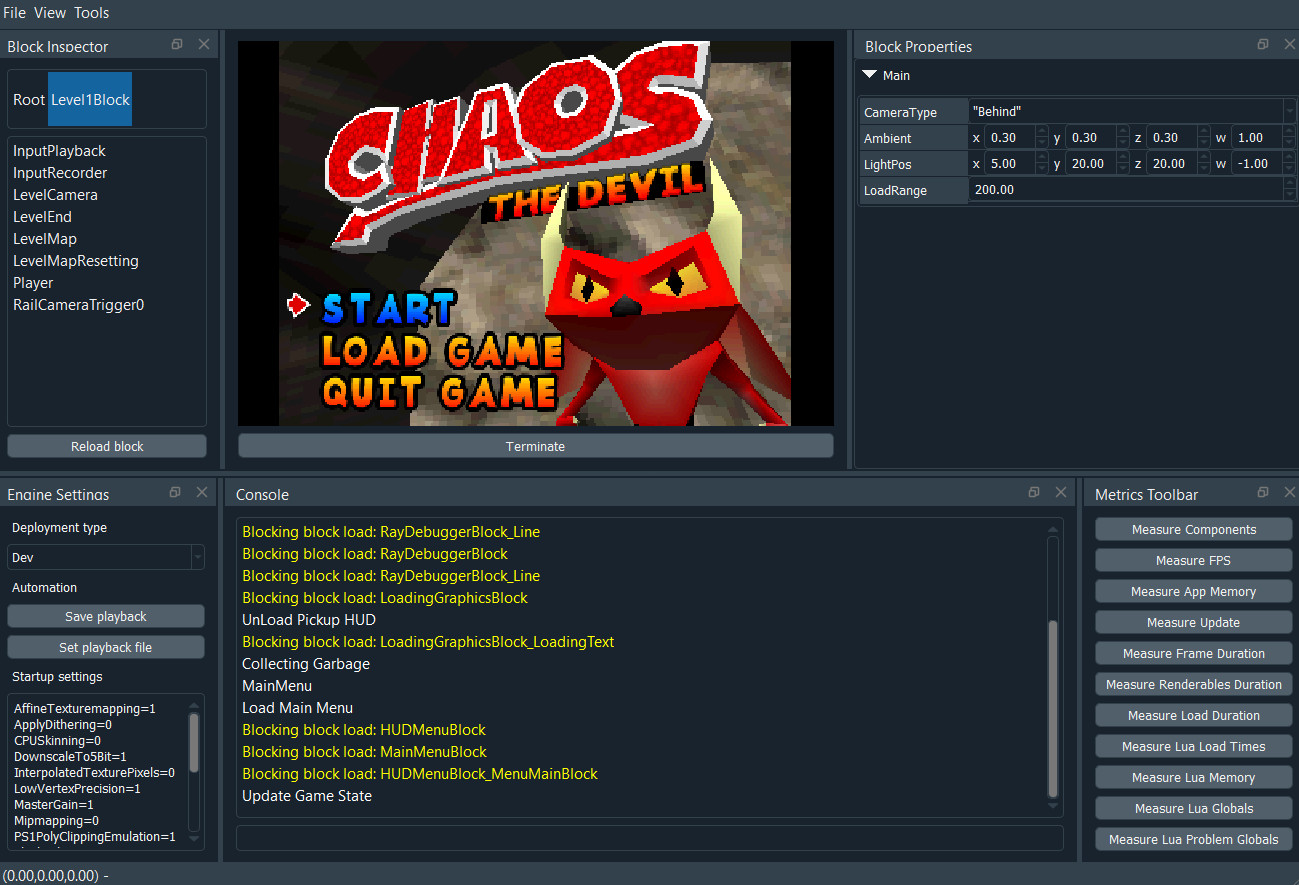 File View Tools
Block Inspector
Root Level1Block
InputPlayback
InputRecorder
LevelCamera
LevelEnd
LevelMap
LevelMapResetting
Player
RailCameraTrigger0
Reload block
CHAOS
THE DEVIL
START
LOAD GAME
QUIT GAME
Terminate
Block Properties
Main
CameraType "Behind"
Ambient x 0.30 y 0.30 z 0.30 w 1.00
LightPos x 5.00 y 20.00 z 20.00 w -1.00
LoadRange 200.00
Engine Settings
Deployment type
Dev
Automation
Save playback
Set playback file
Startup settings
AffineTexturemapping=1
ApplyDithering=0
CPUSkinning=0
DownscaleTo5Bit=1
InterpolatedTexturePixels=0
LowVertexPrecision=1
MasterGain=1
Mipmapping=0
PS1PolyClippingEmulation=1
Console
Blocking block load: RayDebuggerBlock_Line
Blocking block load: RayDebuggerBlock
Blocking block load: RayDebuggerBlock_Line
Blocking block load: LoadingGraphicsBlock
UnLoad Pickup HUD
Blocking block load: LoadingGraphicsBlock_LoadingText
Collecting Garbage
MainMenu
Load Main Menu
Blocking block load: HUDMenuBlock
Blocking block load: MainMenuBlock
Blocking block load: HUDMenuBlock_MenuMainBlock
Update Game State
Metrics Toolbar
Measure Components
Measure FPS
Measure App Memory
Measure Update
Measure Frame Duration
Measure Renderables Duration
Measure Load Duration
Measure Lua Load Times
Measure Lua Memory
Measure Lua Globals
Measure Lua Problem Globals
(0.00,0.00,0.00) -